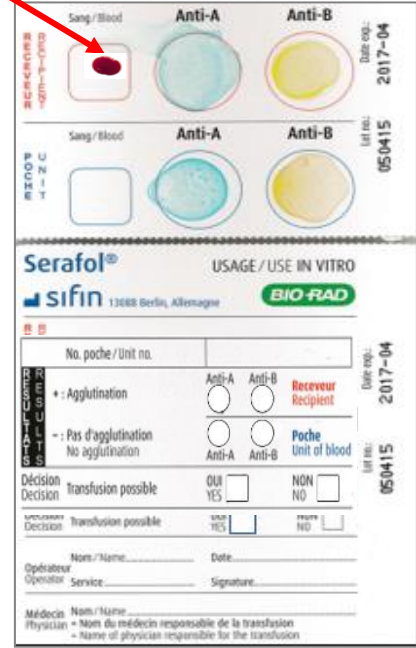 Sang/Blood Anti-A Anti-B
RECEVEUR
RECIPIENT
Date exp.:
2017-04
Sang/Blood Anti-A Anti-B
POCHE
UNIT
Lot no.:
050415
Serafol® USAGE/USE IN VITRO
sifin 13088 Berlin, Allemagne BIO-RAD
No. poche/Unit no.
RESULTATS
RESULTS
+ : Agglutination
Anti-A Anti-B
Receveur
Recipient
- : Pas d'agglutination
No agglutination
Anti-A Anti-B
Poche
Unit of blood
Date exp.:
2017-04
Lot no.:
050415
Décision
Decision
Transfusion possible
OUI
YES
NON
NO
Decision Transfusion possible
YES
NO
Nom/Name Date
Opérateur
Operator Service Signature
Médecin Nom/Name
Physician = Nom du médecin responsable de la transfusion
= Name of physician responsible for the transfusion